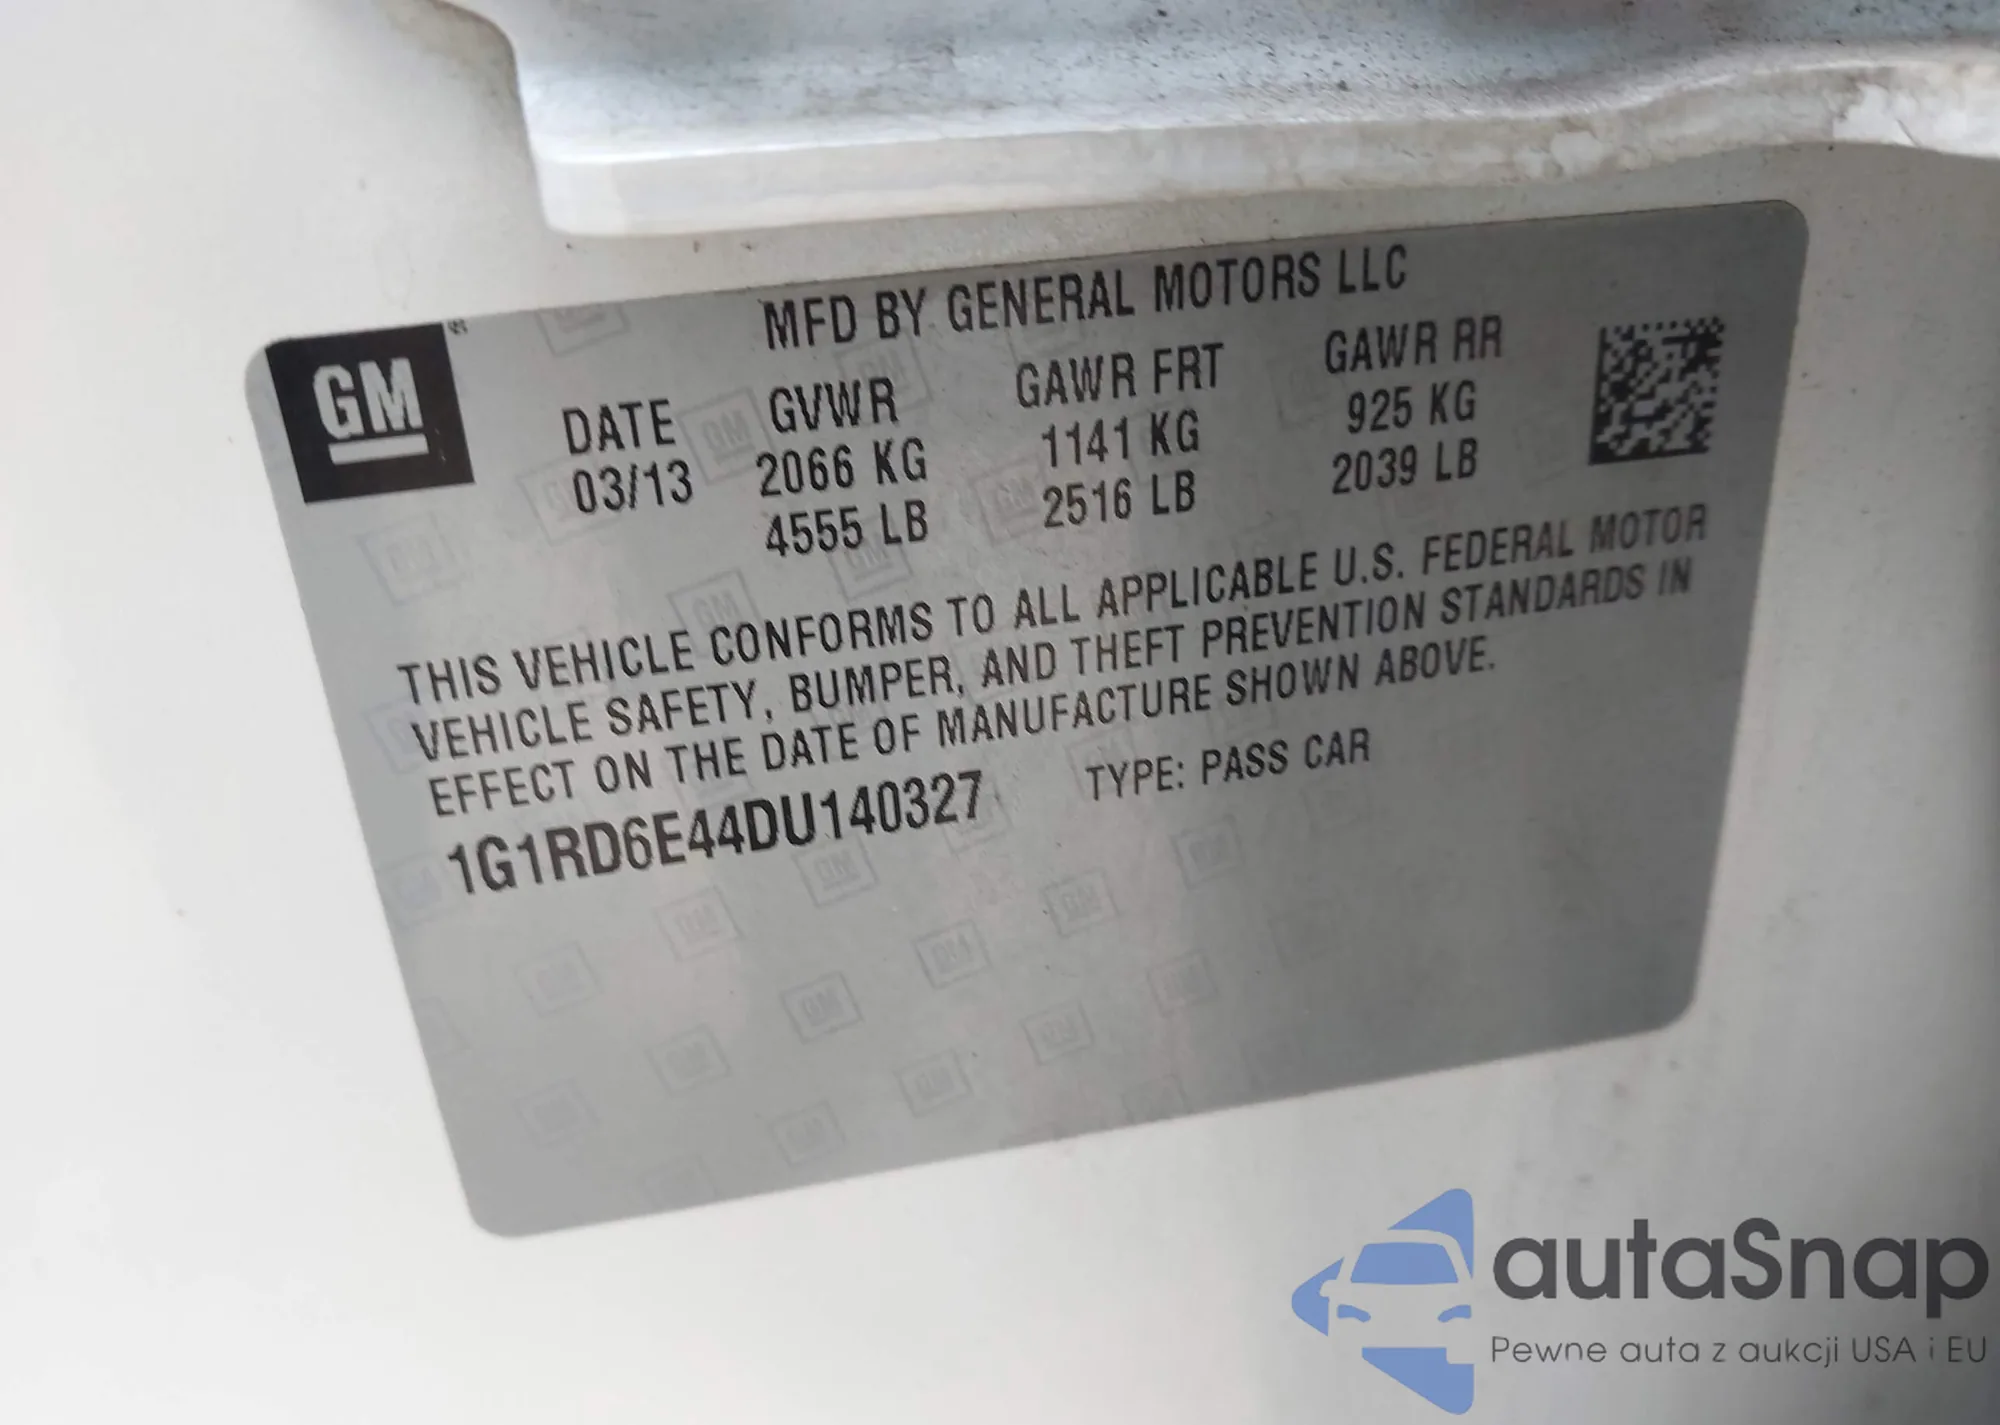 MFD BY GENERAL MOTORS LLC
GM
DATE GVWR GAWR FRT GAWR RR
03/13 2066 KG 1141 KG 925 KG
4555 LB 2516 LB 2039 LB
THIS VEHICLE CONFORMS TO ALL APPLICABLE U.S. FEDERAL MOTOR
VEHICLE SAFETY, BUMPER, AND THEFT PREVENTION STANDARDS IN
EFFECT ON THE DATE OF MANUFACTURE SHOWN ABOVE.
1G1RD6E44DU140327 TYPE: PASS CAR
autaSnap
Pewne auta z aukcji USA i EU